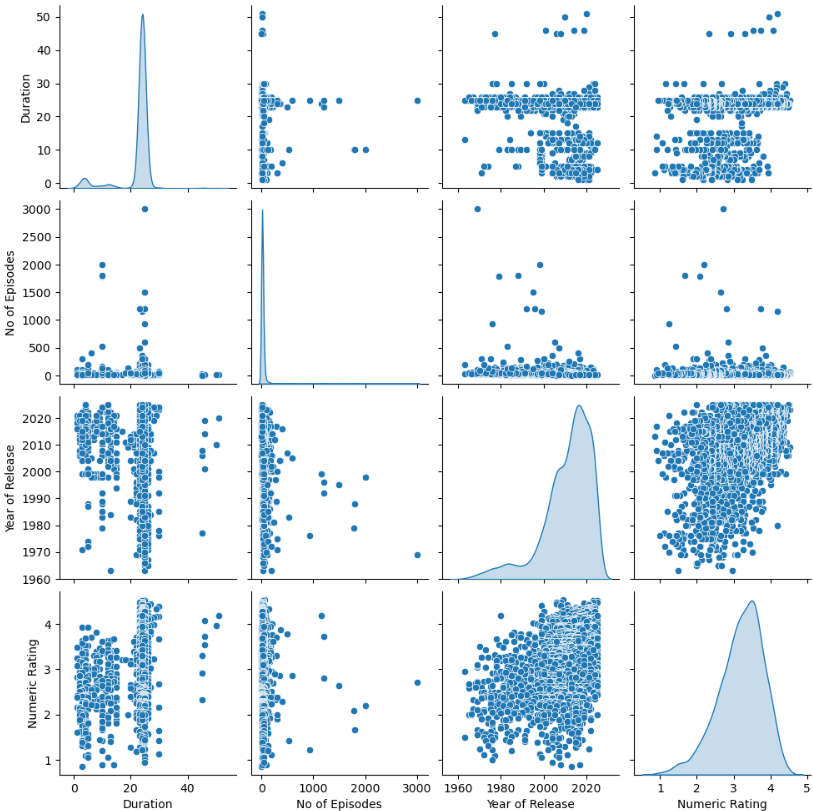 50
40
30
20
10
0
Duration
3000
2500
2000
1500
1000
500
0
No of Episodes
2020
2010
2000
1990
1980
1970
1960
Year of Release
4
3
2
1
Numeric Rating
0 20 40
Duration
0 1000 2000 3000
No of Episodes
1960 1980 2000 2020
Year of Release
1 2 3 4 5
Numeric Rating